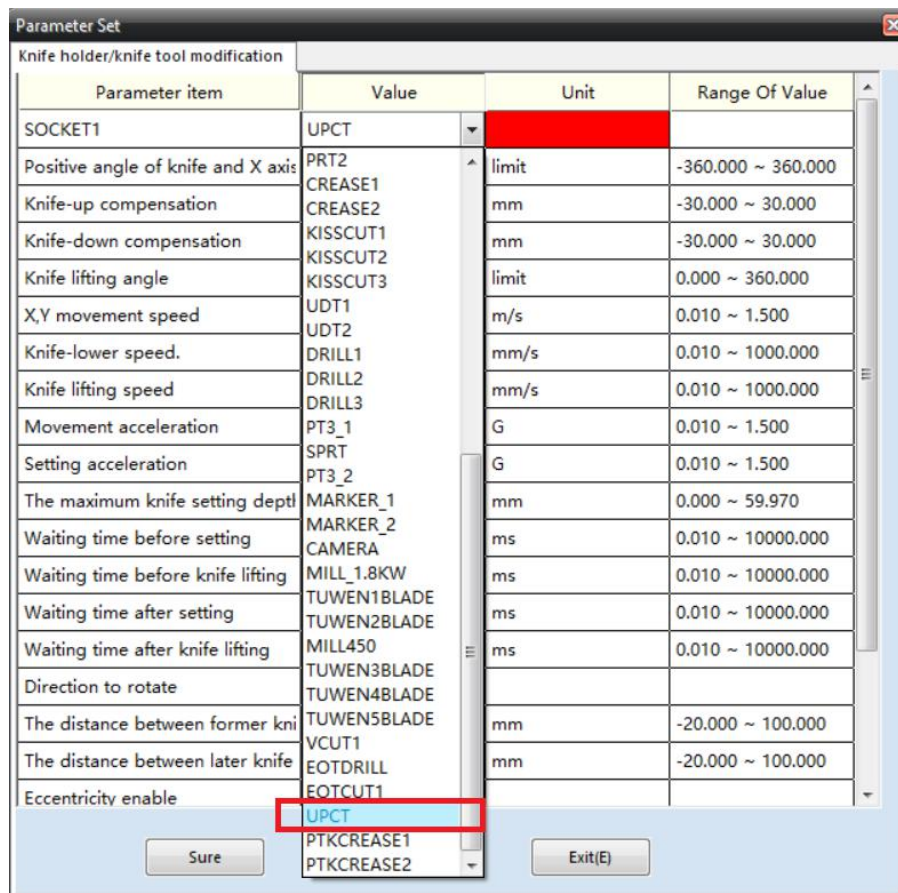 Parameter Set
Knife holder/knife tool modification
Parameter item Value Unit Range Of Value
SOCKET1 UPCT
Positive angle of knife and X axis limit -360.000 ~ 360.000
Knife-up compensation mm -30.000 ~ 30.000
Knife-down compensation mm -30.000 ~ 30.000
Knife lifting angle limit 0.000 ~ 360.000
X,Y movement speed m/s 0.010 ~ 1.500
Knife-lower speed. mm/s 0.010 ~ 1000.000
Knife lifting speed mm/s 0.010 ~ 1000.000
Movement acceleration G 0.010 ~ 1.500
Setting acceleration G 0.010 ~ 1.500
The maximum knife setting depth mm 0.000 ~ 59.970
Waiting time before setting ms 0.010 ~ 10000.000
Waiting time before knife lifting ms 0.010 ~ 10000.000
Waiting time after setting ms 0.010 ~ 10000.000
Waiting time after knife lifting ms 0.010 ~ 10000.000
Direction to rotate
The distance between former kni mm -20.000 ~ 100.000
The distance between later knife mm -20.000 ~ 100.000
Eccentricity enable
PRT2
CREASE1
CREASE2
KISSCUT1
KISSCUT2
KISSCUT3
UDT1
UDT2
DRILL1
DRILL2
DRILL3
PT3_1
SPRT
PT3_2
MARKER_1
MARKER_2
CAMERA
MILL_1.8KW
TUWEN1BLADE
TUWEN2BLADE
MILL450
TUWEN3BLADE
TUWEN4BLADE
TUWEN5BLADE
VCUT1
EOTDRILL
EOTCUT1
UPCT
PTKCREASE1
PTKCREASE2
Sure Exit(E)